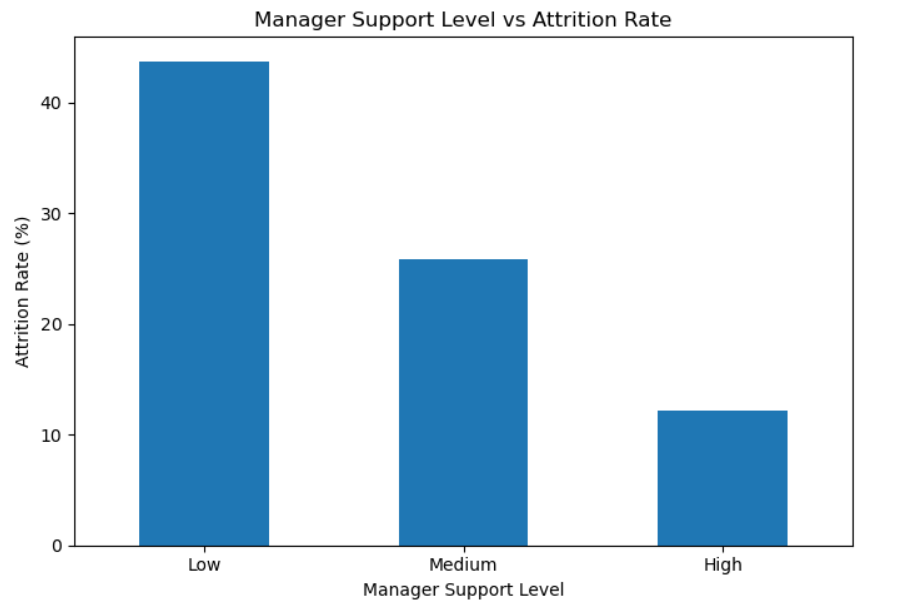 Manager Support Level vs Attrition Rate
Attrition Rate (%)
40
30
20
10
0
Low Medium High
Manager Support Level